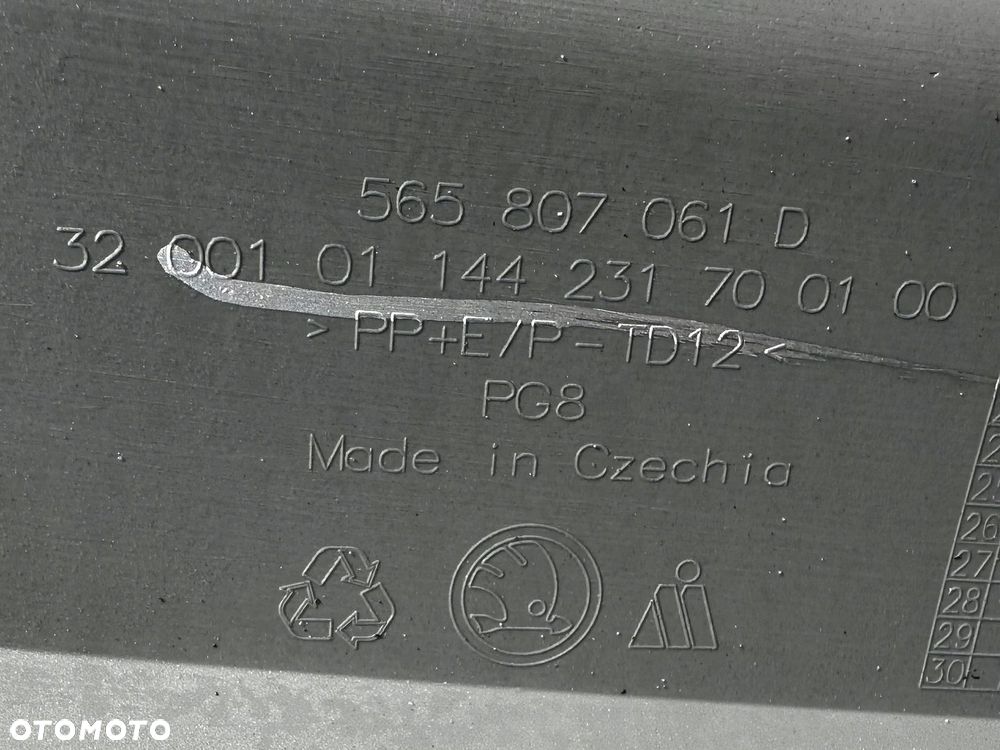 565 807 061 D
32 001 01 144 231 70 01 00
>PP+E/P-TD12<
PG8
Made in Czechia
26
27
28
29
30
OTOMOTO